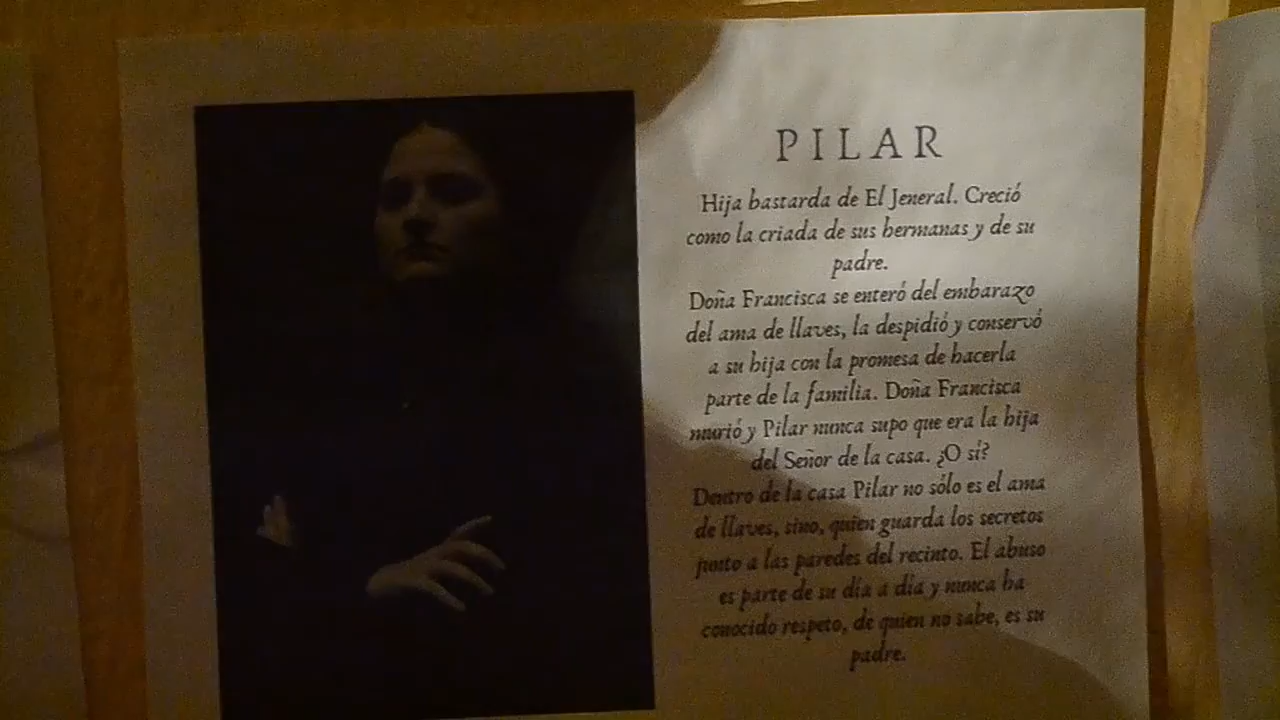 PILAR
Hija bastarda de El Jeneral. Creció
como la criada de sus hermanas y de su
padre.
Doña Francisca se enteró del embarazo
del ama de llaves, la despidió y conservó
a su hija con la promesa de hacerla
parte de la familia. Doña Francisca
murió y Pilar nunca supo que era la hija
del Señor de la casa. ¿O sí?
Dentro de la casa Pilar no sólo es el ama
de llaves, sino, quien guarda los secretos
junto a las paredes del recinto. El abuso
es parte de su día a día y nunca ha
conocido respeto, de quien no sabe, es su
padre.